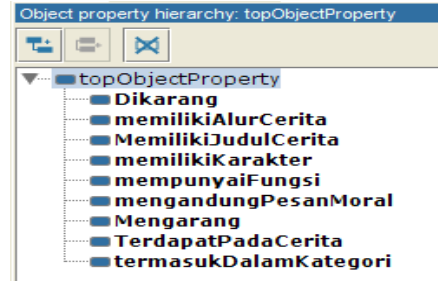 Object property hierarchy: topObjectProperty
topObjectProperty
Dikarang
memilikiAlurCerita
MemilikiJudulCerita
memilikiKarakter
mempunyaiFungsi
mengandungPesanMoral
Mengarang
TerdapatPadaCerita
termasukDalamKategori